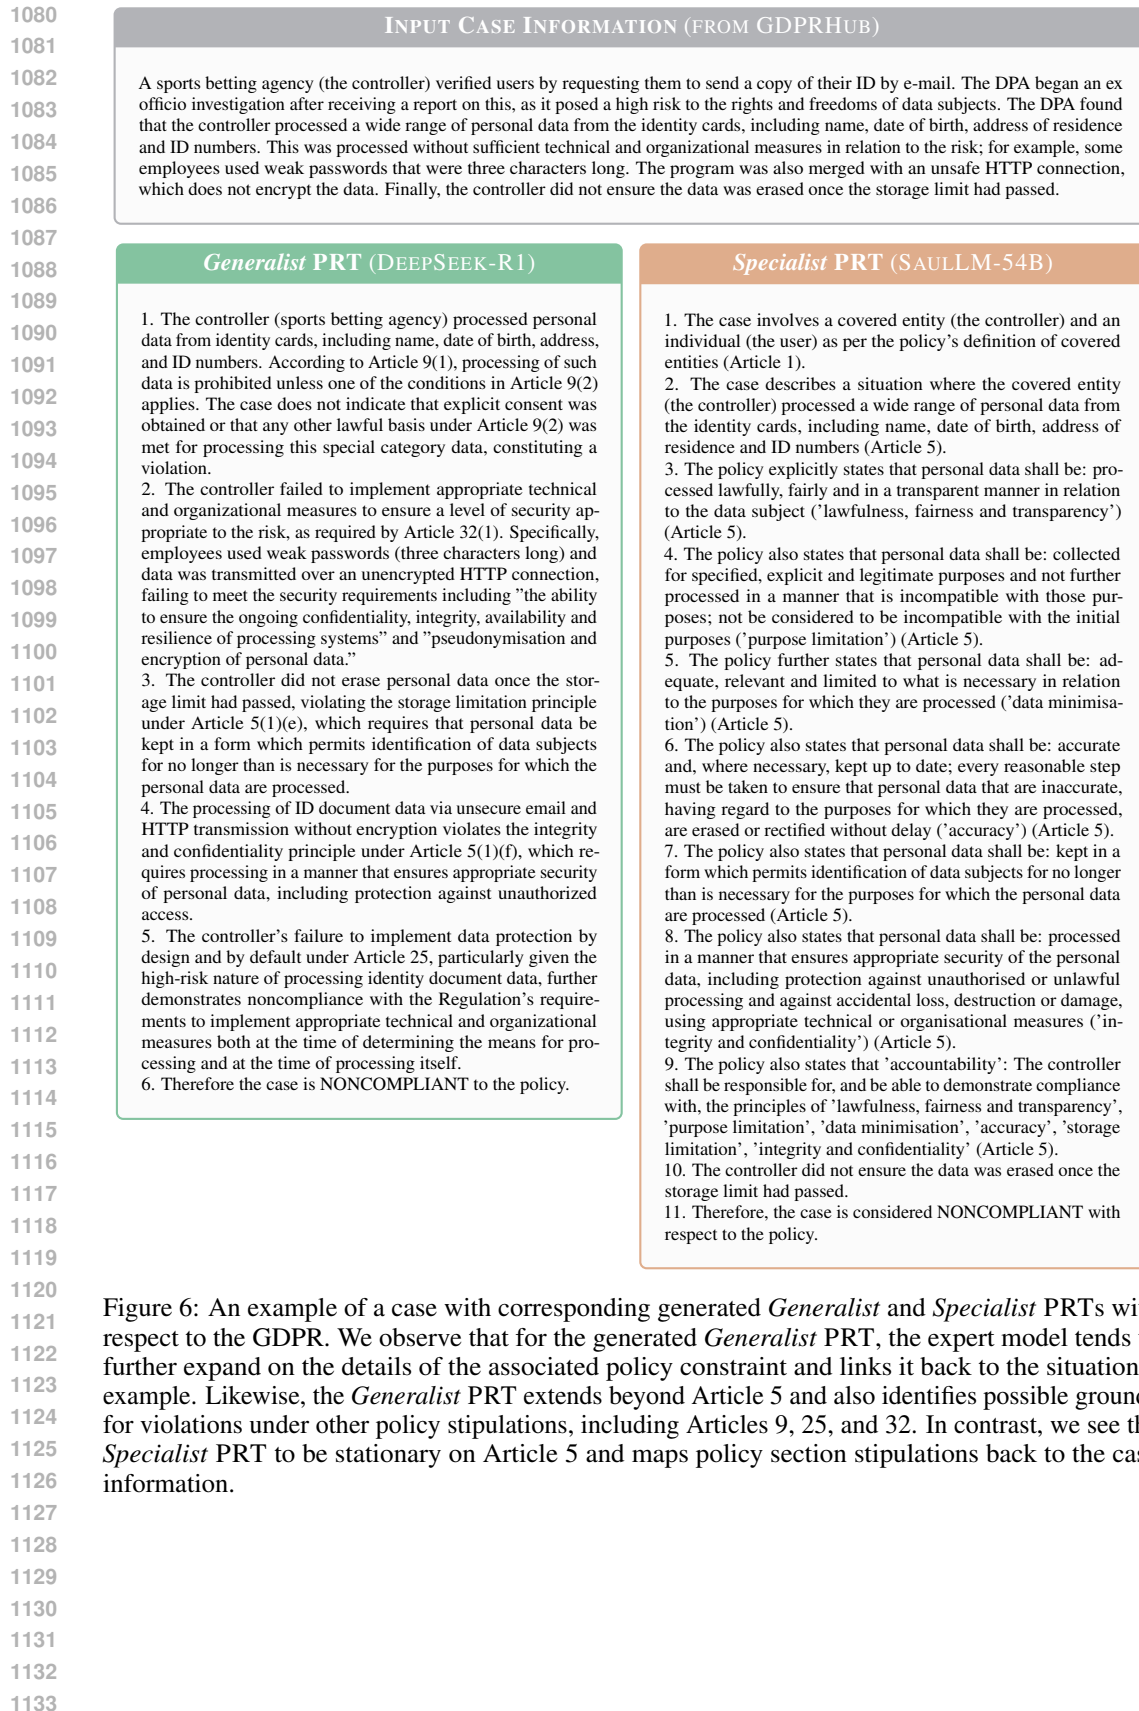 1080
1081
1082
1083
1084
1085
1086
1087
1088
1089
1090
1091
1092
1093
1094
1095
1096
1097
1098
1099
1100
1101
1102
1103
1104
1105
1106
1107
1108
1109
1110
1111
1112
1113
1114
1115
1116
1117
1118
1119
1120
1121
1122
1123
1124
1125
1126
1127
1128
1129
1130
1131
1132
1133
INPUT CASE INFORMATION (FROM GDPRHUB)
A sports betting agency (the controller) verified users by requesting them to send a copy of their ID by e-mail. The DPA began an ex
officio investigation after receiving a report on this, as it posed a high risk to the rights and freedoms of data subjects. The DPA found
that the controller processed a wide range of personal data from the identity cards, including name, date of birth, address of residence
and ID numbers. This was processed without sufficient technical and organizational measures in relation to the risk; for example, some
employees used weak passwords that were three characters long. The program was also merged with an unsafe HTTP connection,
which does not encrypt the data. Finally, the controller did not ensure the data was erased once the storage limit had passed.
Generalist PRT (DEEPSEEK-R1)
1. The controller (sports betting agency) processed personal
data from identity cards, including name, date of birth, address,
and ID numbers. According to Article 9(1), processing of such
data is prohibited unless one of the conditions in Article 9(2)
applies. The case does not indicate that explicit consent was
obtained or that any other lawful basis under Article 9(2) was
met for processing this special category data, constituting a
violation.
2. The controller failed to implement appropriate technical
and organizational measures to ensure a level of security ap-
propriate to the risk, as required by Article 32(1). Specifically,
employees used weak passwords (three characters long) and
data was transmitted over an unencrypted HTTP connection,
failing to meet the security requirements including ”the ability
to ensure the ongoing confidentiality, integrity, availability and
resilience of processing systems” and ”pseudonymisation and
encryption of personal data.”
3. The controller did not erase personal data once the stor-
age limit had passed, violating the storage limitation principle
under Article 5(1)(e), which requires that personal data be
kept in a form which permits identification of data subjects
for no longer than is necessary for the purposes for which the
personal data are processed.
4. The processing of ID document data via unsecure email and
HTTP transmission without encryption violates the integrity
and confidentiality principle under Article 5(1)(f), which re-
quires processing in a manner that ensures appropriate security
of personal data, including protection against unauthorized
access.
5. The controller's failure to implement data protection by
design and by default under Article 25, particularly given the
high-risk nature of processing identity document data, further
demonstrates noncompliance with the Regulation's require-
ments to implement appropriate technical and organizational
measures both at the time of determining the means for pro-
cessing and at the time of processing itself.
6. Therefore the case is NONCOMPLIANT to the policy.
Specialist PRT (SAULLM-54B)
1. The case involves a covered entity (the controller) and an
individual (the user) as per the policy's definition of covered
entities (Article 1).
2. The case describes a situation where the covered entity
(the controller) processed a wide range of personal data from
the identity cards, including name, date of birth, address of
residence and ID numbers (Article 5).
3. The policy explicitly states that personal data shall be: pro-
cessed lawfully, fairly and in a transparent manner in relation
to the data subject ('lawfulness, fairness and transparency')
(Article 5).
4. The policy also states that personal data shall be: collected
for specified, explicit and legitimate purposes and not further
processed in a manner that is incompatible with those pur-
poses; not be considered to be incompatible with the initial
purposes ('purpose limitation') (Article 5).
5. The policy further states that personal data shall be: ad-
equate, relevant and limited to what is necessary in relation
to the purposes for which they are processed ('data minimisa-
tion') (Article 5).
6. The policy also states that personal data shall be: accurate
and, where necessary, kept up to date; every reasonable step
must be taken to ensure that personal data that are inaccurate,
having regard to the purposes for which they are processed,
are erased or rectified without delay ('accuracy') (Article 5).
7. The policy also states that personal data shall be: kept in a
form which permits identification of data subjects for no longer
than is necessary for the purposes for which the personal data
are processed (Article 5).
8. The policy also states that personal data shall be: processed
in a manner that ensures appropriate security of the personal
data, including protection against unauthorised or unlawful
processing and against accidental loss, destruction or damage,
using appropriate technical or organisational measures ('in-
tegrity and confidentiality') (Article 5).
9. The policy also states that 'accountability': The controller
shall be responsible for, and be able to demonstrate compliance
with, the principles of 'lawfulness, fairness and transparency',
'purpose limitation', 'data minimisation', 'accuracy', 'storage
limitation', 'integrity and confidentiality' (Article 5).
10. The controller did not ensure the data was erased once the
storage limit had passed.
11. Therefore, the case is considered NONCOMPLIANT with
respect to the policy.
Figure 6: An example of a case with corresponding generated Generalist and Specialist PRTs
respect to the GDPR. We observe that for the generated Generalist PRT, the expert model tends
further expand on the details of the associated policy constraint and links it back to the situation
example. Likewise, the Generalist PRT extends beyond Article 5 and also identifies possible
for violations under other policy stipulations, including Articles 9, 25, and 32. In contrast, we see
Specialist PRT to be stationary on Article 5 and maps policy section stipulations back to the
information.